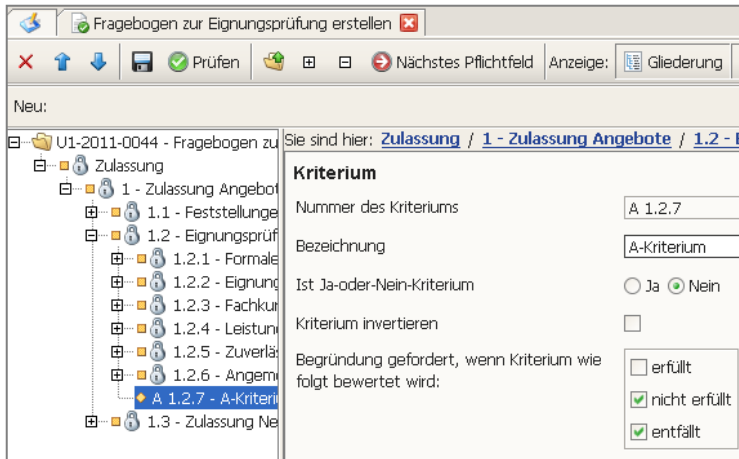 Fragebogen zur Eignungsprüfung erstellen
Prüfen Nächstes Pflichtfeld Anzeige: Gliederung
Neu:
U1-2011-0044 - Fragebogen zu
Zulassung
1 - Zulassung Angebot
1.1 - Feststellunge
1.2 - Eignungsprüf
1.2.1 - Formale
1.2.2 - Eignung
1.2.3 - Fachkun
1.2.4 - Leistun
1.2.5 - Zuverläs
1.2.6 - Angem
A 1.2.7 - A-Kriteri
1.3 - Zulassung Ne
Sie sind hier: Zulassung / 1 - Zulassung Angebote / 1.2 -
Kriterium
Nummer des Kriteriums A 1.2.7
Bezeichnung A-Kriterium
Ist Ja-oder-Nein-Kriterium Ja Nein
Kriterium invertieren
Begründung gefordert, wenn Kriterium wie
folgt bewertet wird:
erfüllt
nicht erfüllt
entfällt